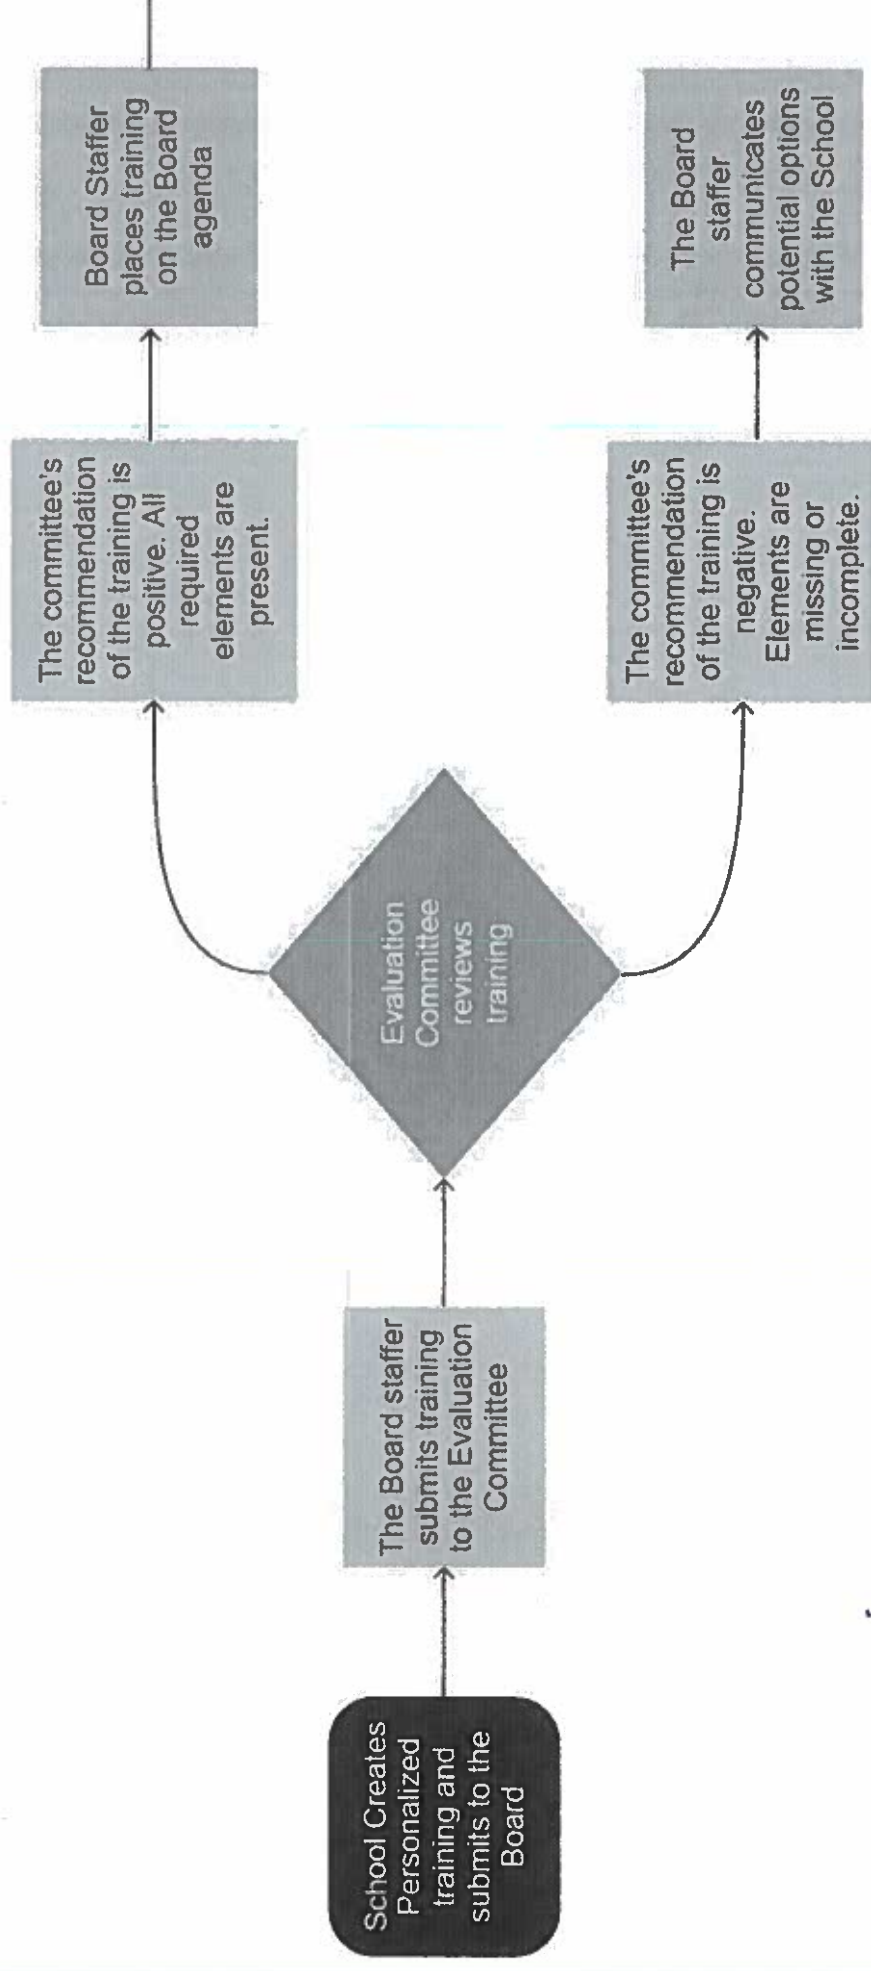 School Creates
Personalized
training and
submits to the
Board
The Board staffer
submits training
to the Evaluation
Committee
Evaluation
Committee
reviews
training
The committee's
recommendation
of the training is
positive. All
required
elements are
present.
Board Staffer
places training
on the Board
agenda
The committee's
recommendation
of the training is
negative.
Elements are
missing or
incomplete.
The Board
staffer
communicates
potential options
with the School